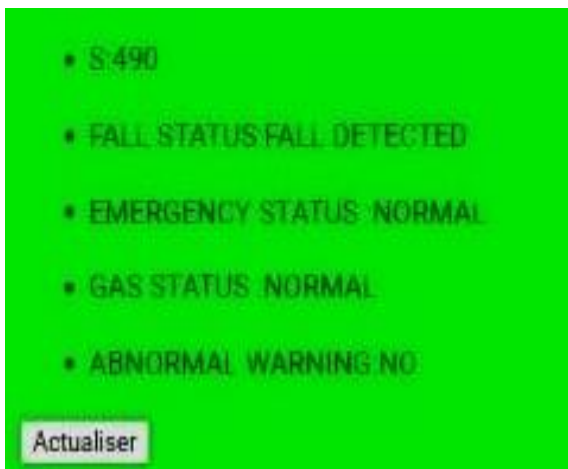 • S:490
• FALL STATUS:FALL DETECTED
• EMERGENCY STATUS :NORMAL
• GAS STATUS :NORMAL
• ABNORMAL WARNING:NO
Actualiser